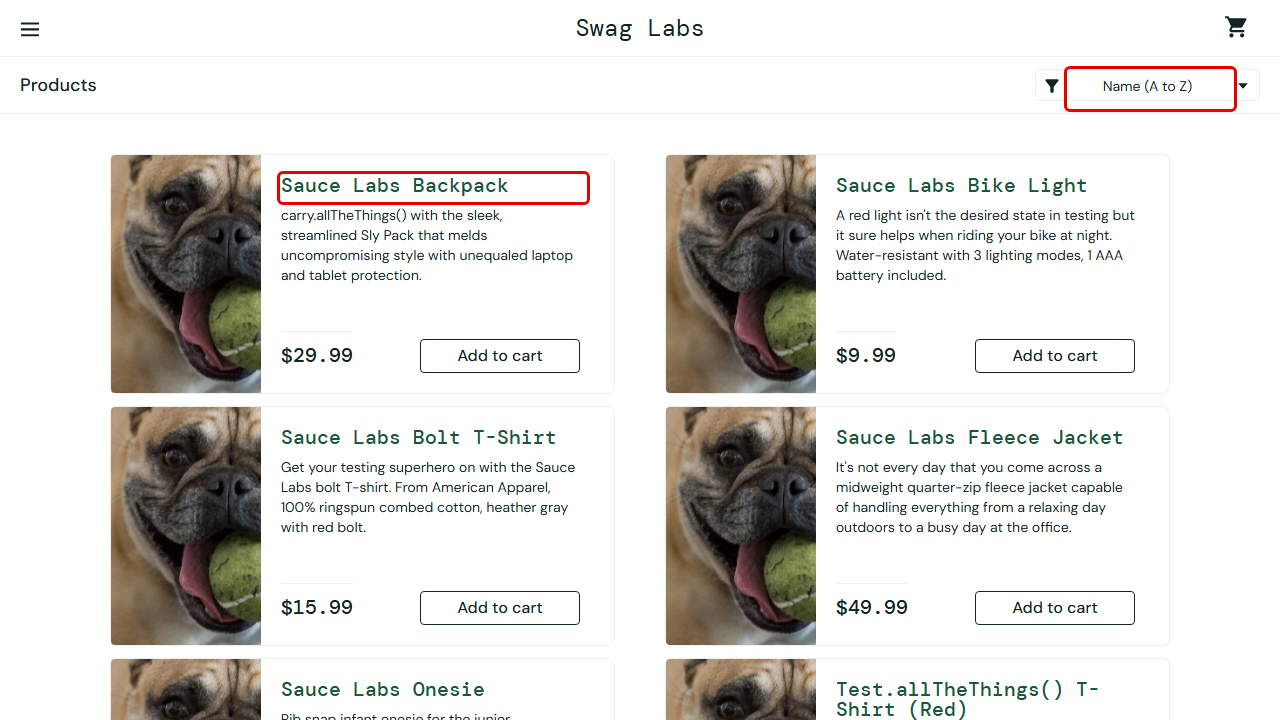 Swag Labs
Products
Name (A to Z)
Sauce Labs Backpack
carry.allTheThings() with the sleek,
streamlined Sly Pack that melds
uncompromising style with unequaled laptop
and tablet protection.
$29.99
Add to cart
Sauce Labs Bike Light
A red light isn't the desired state in testing but
it sure helps when riding your bike at night.
Water-resistant with 3 lighting modes, 1 AAA
battery included.
$9.99
Add to cart
Sauce Labs Bolt T-Shirt
Get your testing superhero on with the Sauce
Labs bolt T-shirt. From American Apparel,
100% ringspun combed cotton, heather gray
with red bolt.
$15.99
Add to cart
Sauce Labs Fleece Jacket
It's not every day that you come across a
midweight quarter-zip fleece jacket capable
of handling everything from a relaxing day
outdoors to a busy day at the office.
$49.99
Add to cart
Sauce Labs Onesie
Rib snap infant onesie for the junior
Test.allTheThings() T-
Shirt (Red)